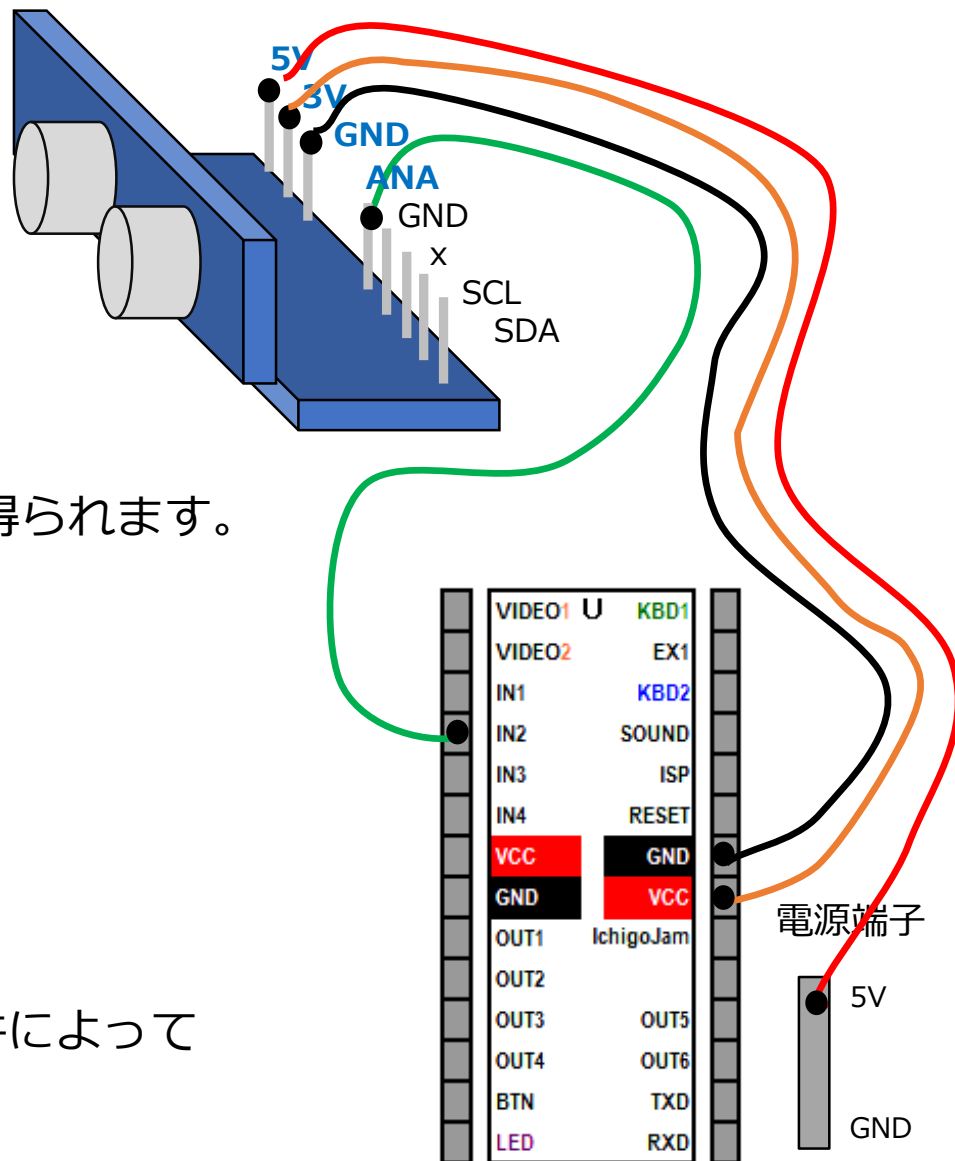 5V
3V
GND
ANA
GND
x
SCL
SDA
得られます。
VIDEO1 U KBD1
VIDEO2 EX1
IN1 KBD2
IN2 SOUND
IN3 ISP
IN4 RESET
VCC GND
GND VCC
電源端子
OUT1 IchigoJam
OUT2
5V
によって
OUT3 OUT5
OUT4 OUT6
BTN TXD
GND
LED RXD